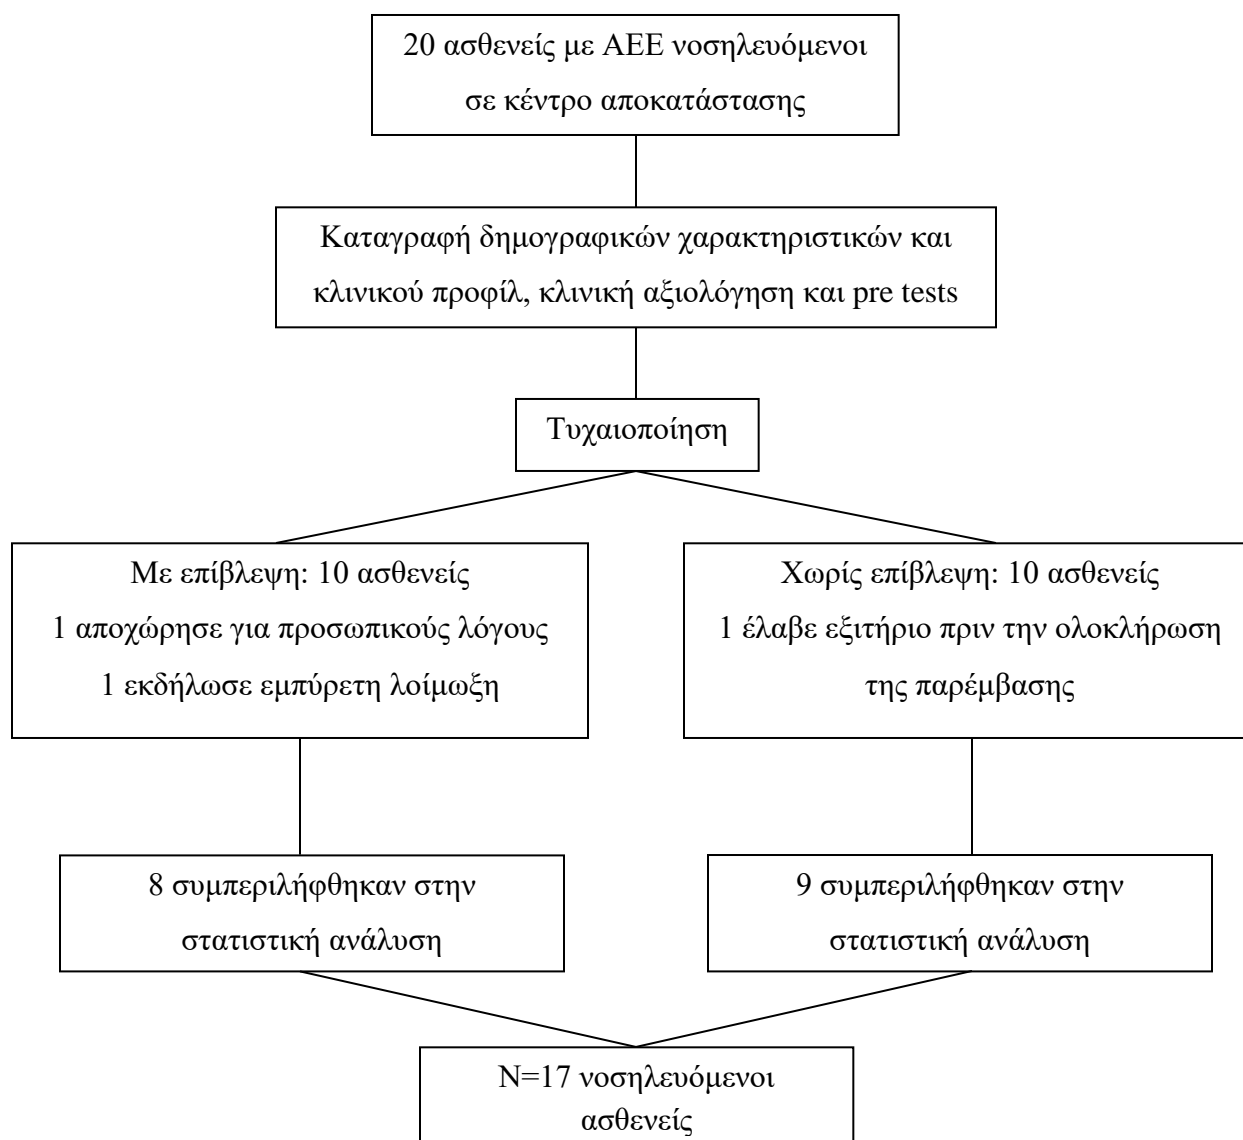 20 ασθενείς με ΑΕΕ νοσηλευόμενοι
σε κέντρο αποκατάστασης
Καταγραφή δημογραφικών χαρακτηριστικών και
κλινικού προφίλ, κλινική αξιολόγηση και pre tests
Τυχαιοποίηση
Με επίβλεψη: 10 ασθενείς
1 αποχώρησε για προσωπικούς λόγους
1 εκδήλωσε εμπύρετη λοίμωξη
Χωρίς επίβλεψη: 10 ασθενείς
1 έλαβε εξιτήριο πριν την ολοκλήρωση
της παρέμβασης
8 συμπεριλήφθηκαν στην
στατιστική ανάλυση
9 συμπεριλήφθηκαν στην
στατιστική ανάλυση
Ν=17 νοσηλευόμενοι
ασθενείς